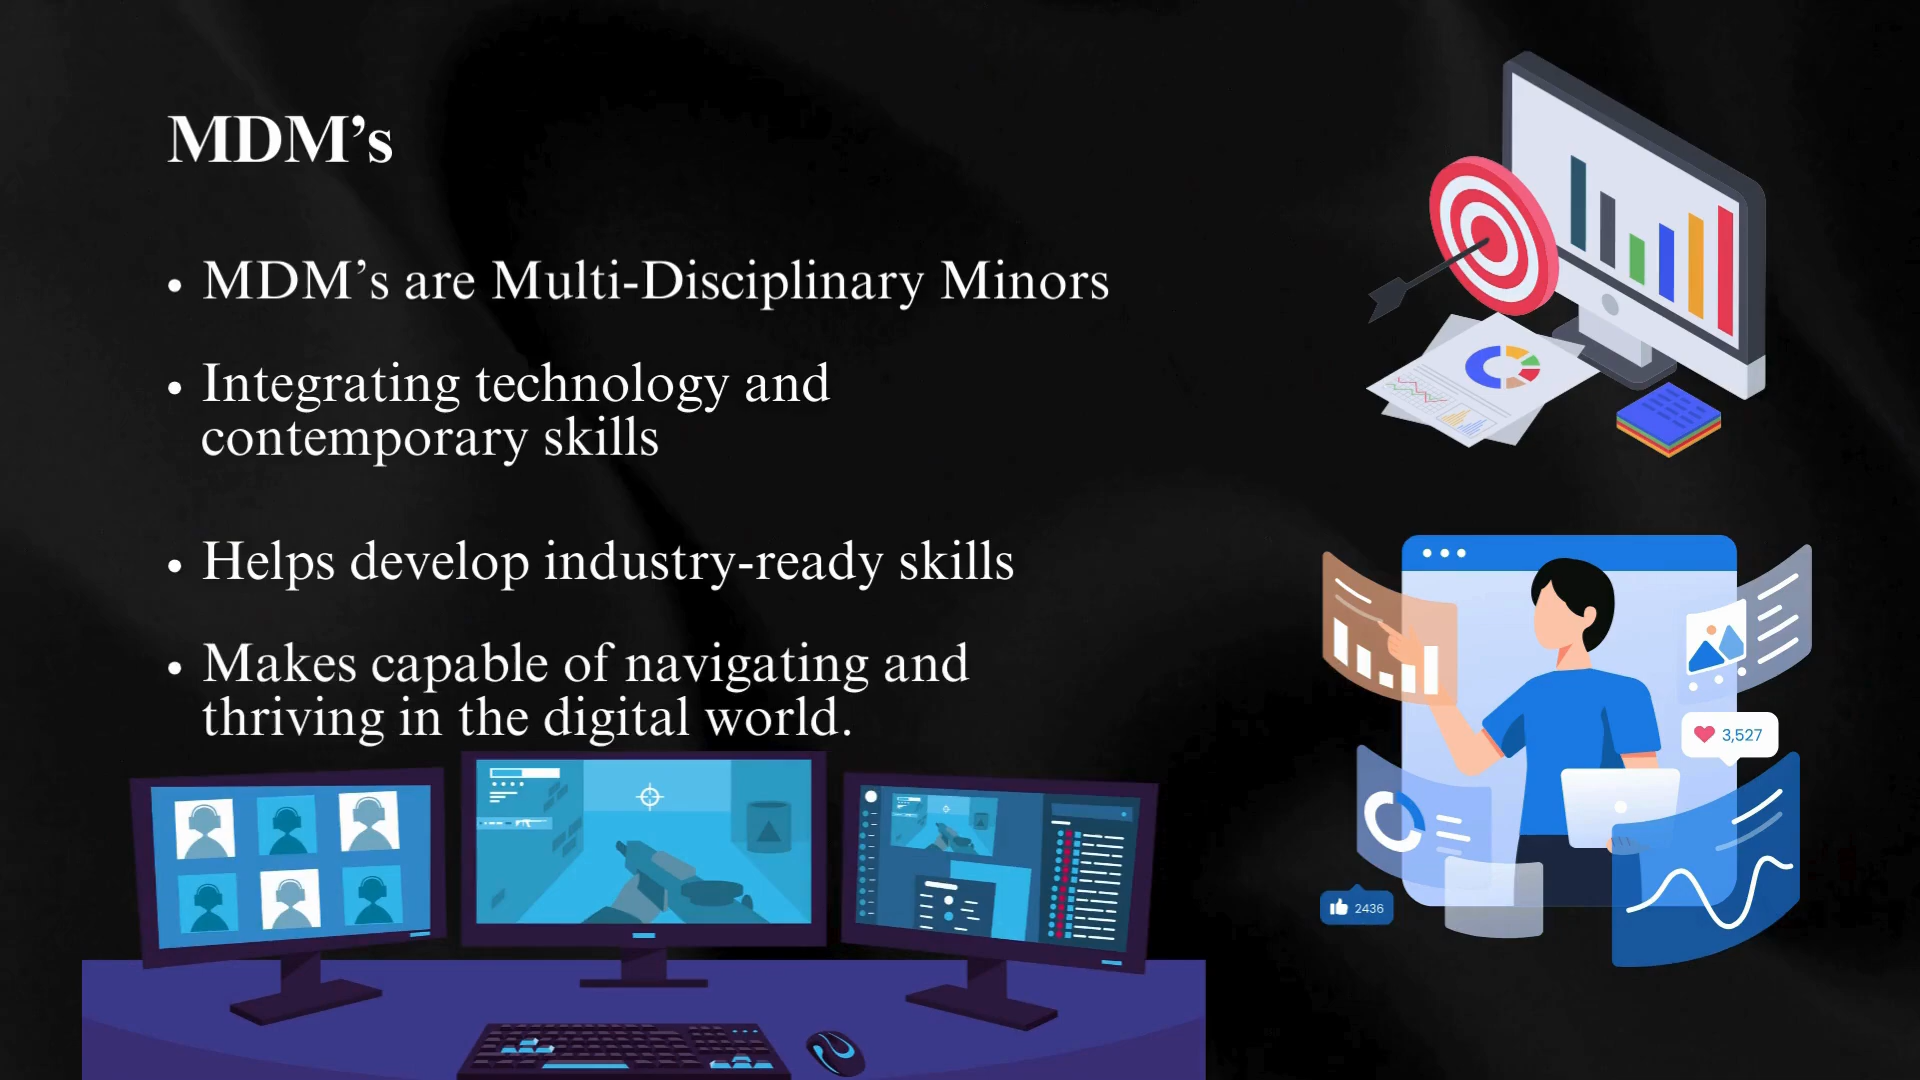 MDM’s
• MDM’s are Multi-Disciplinary Minors
• Integrating technology and
contemporary skills
• Helps develop industry-ready skills
• Makes capable of navigating and
thriving in the digital world.
3,527
2436